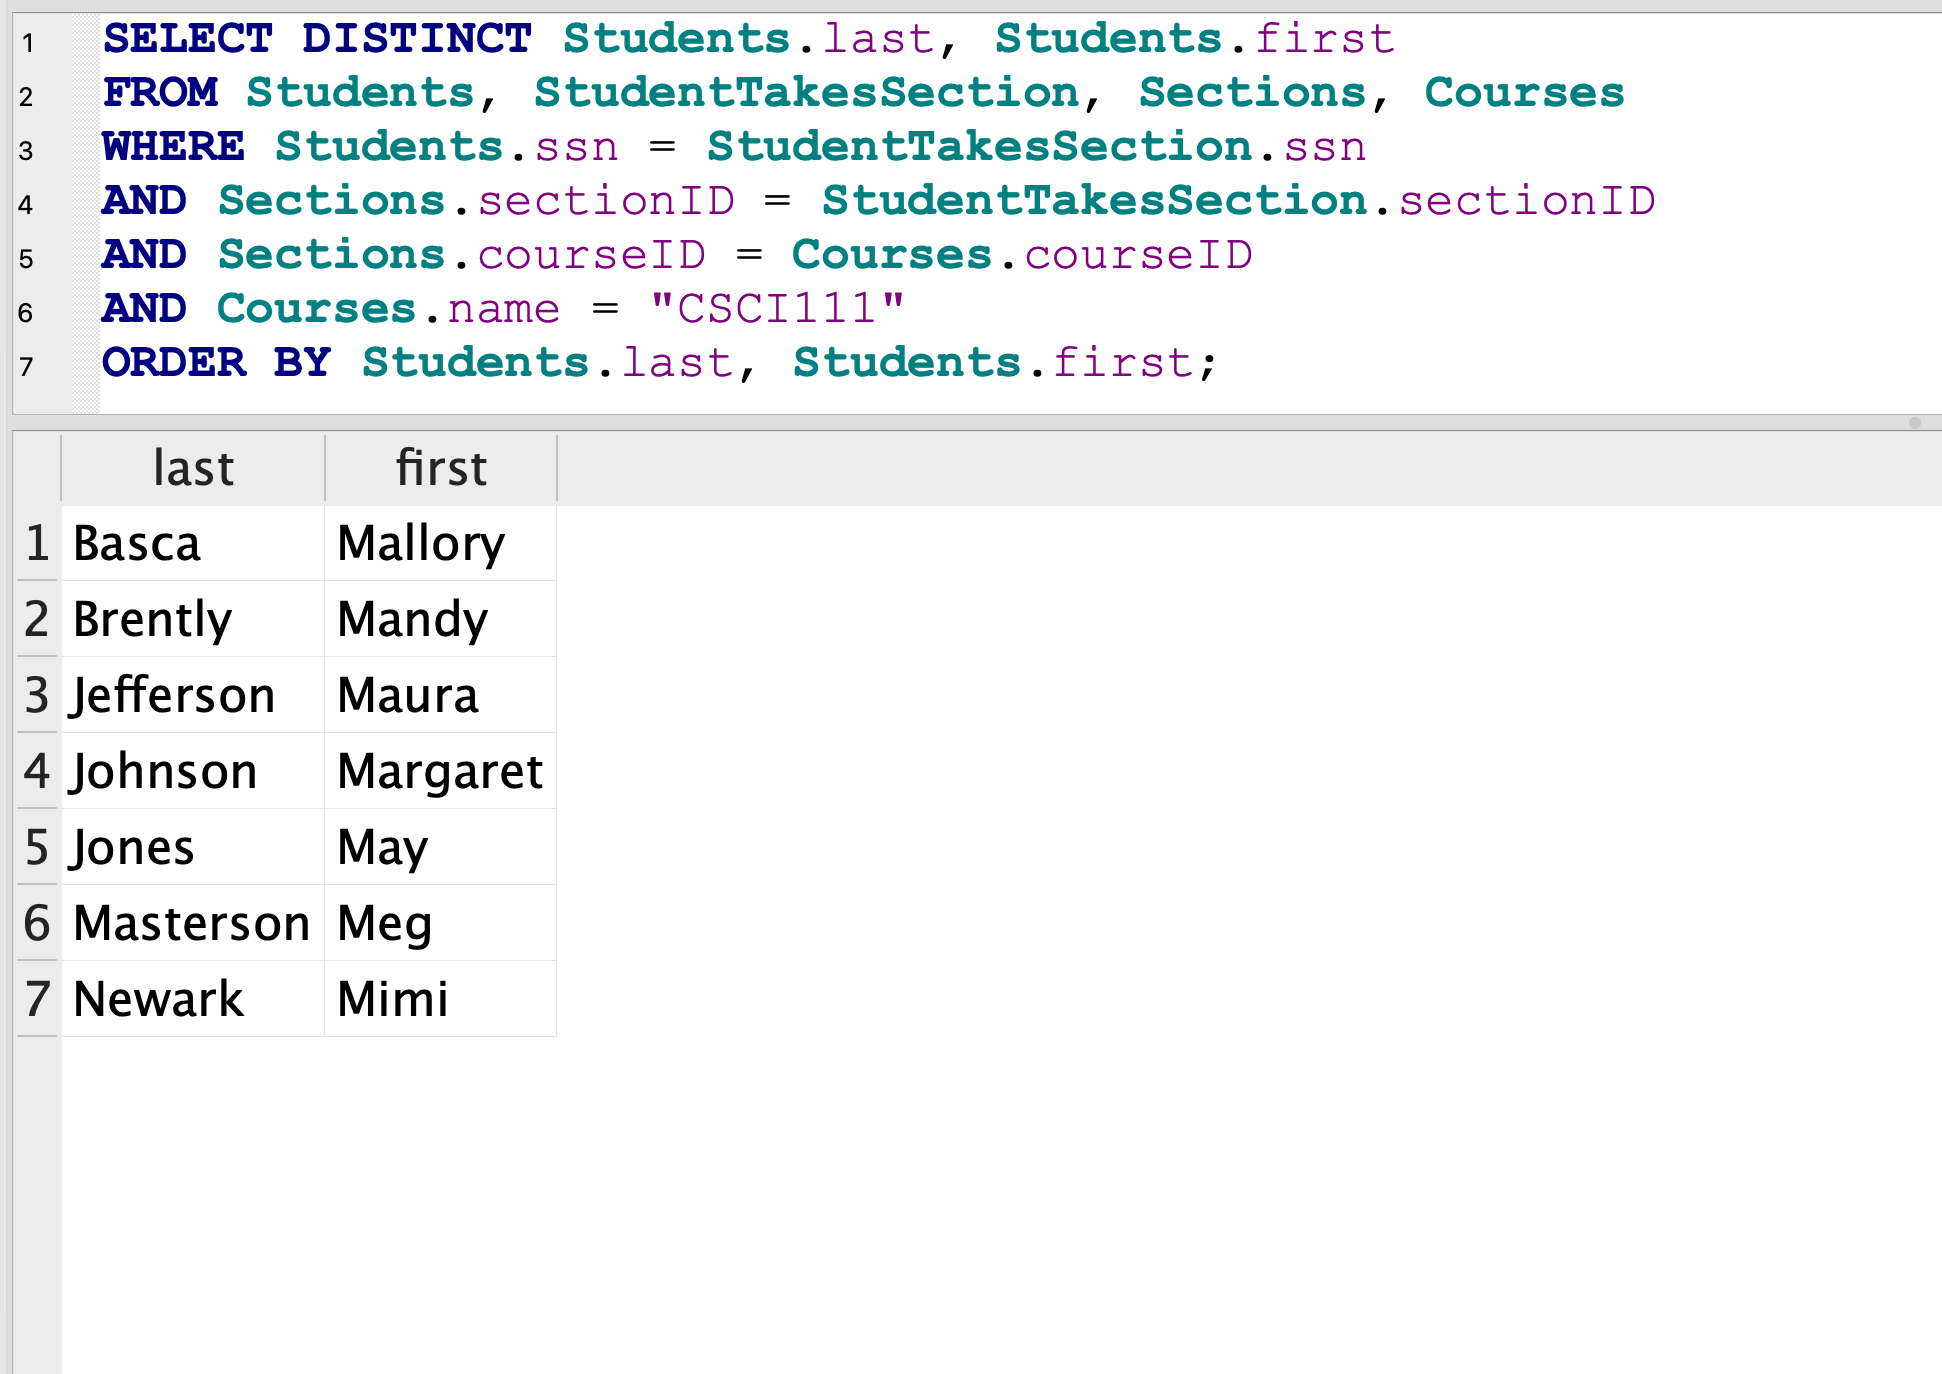 1 SELECT DISTINCT Students.last, Students.first
2 FROM Students, StudentTakesSection, Sections, Courses
3 WHERE Students.ssn = StudentTakesSection.ssn
4 AND Sections.sectionID = StudentTakesSection.sectionID
5 AND Sections.courseID = Courses.courseID
6 AND Courses.name = "CSCI111"
7 ORDER BY Students.last, Students.first;
last first
1 Basca Mallory
2 Brently Mandy
3 Jefferson Maura
4 Johnson Margaret
5 Jones May
6 Masterson Meg
7 Newark Mimi